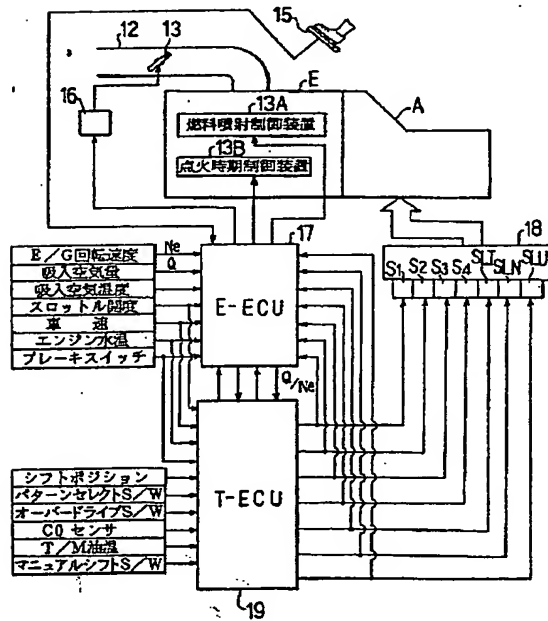 12
13
15
16
E
A
13A
燃料噴射制御装置
13B
点火時期制御装置
17
18
E/G回転速度
Ne
吸入空気量
Q
吸入空気温度
スロットル開度
車速
エンジン水温
ブレーキスイッチ
E-ECU
S1
S2
S3
S4
SLT
SLN
SLU
Q/Ne
シフトポジション
パターンセレクトS/W
オーバードライブS/W
C0センサ
T/M油温
マニュアルシフトS/W
T-ECU
19